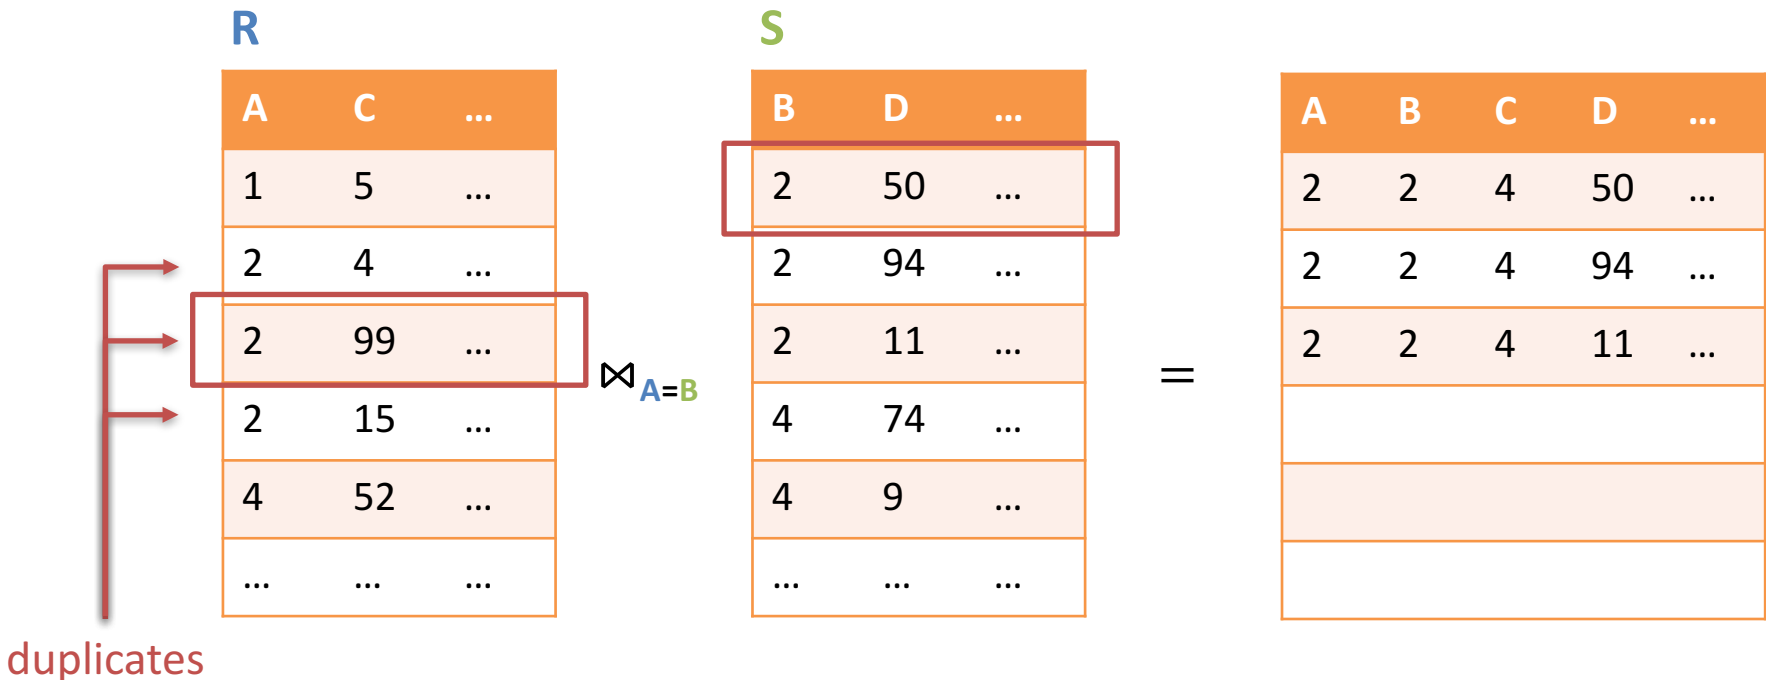 R S
A C ... B D ... A B C D ...
1 5 ... 2 50 ... 2 2 4 50 ...
2 4 ... 2 94 ... 2 2 4 94 ...
2 99 ... 2 11 ... 2 2 4 11 ...
⋈ A=B =
2 15 ... 4 74 ...
4 52 ... 4 9 ...
... ... ... ... ... ...
duplicates